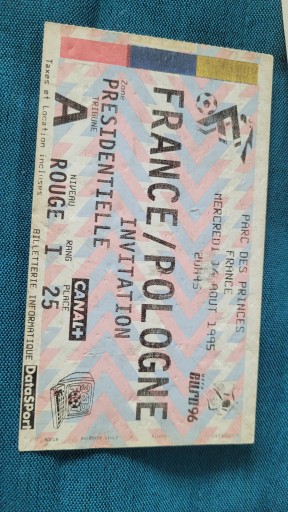 PARC DES PRINCES
FRANCE
MERCREDI 16 AOUT 1995
20H45
EURO 96
FRANCE/POLOGNE
INVITATION
Zone
PRESIDENTIELLE
TRIBUNE
NIVEAU
RANG
PLACE
A
ROUGE 1 25
CANAL+
Taxes et Location incluses
BILLETTERIE INFORMATIQUE DataSPort